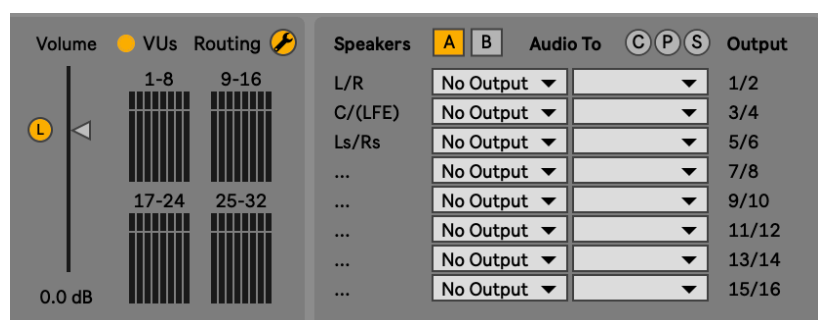 Volume VUs Routing
1-8 9-16
L
17-24 25-32
0.0 dB
Speakers A B Audio To C P S Output
L/R No Output 1/2
C/(LFE) No Output 3/4
Ls/Rs No Output 5/6
... No Output 7/8
... No Output 9/10
... No Output 11/12
... No Output 13/14
... No Output 15/16